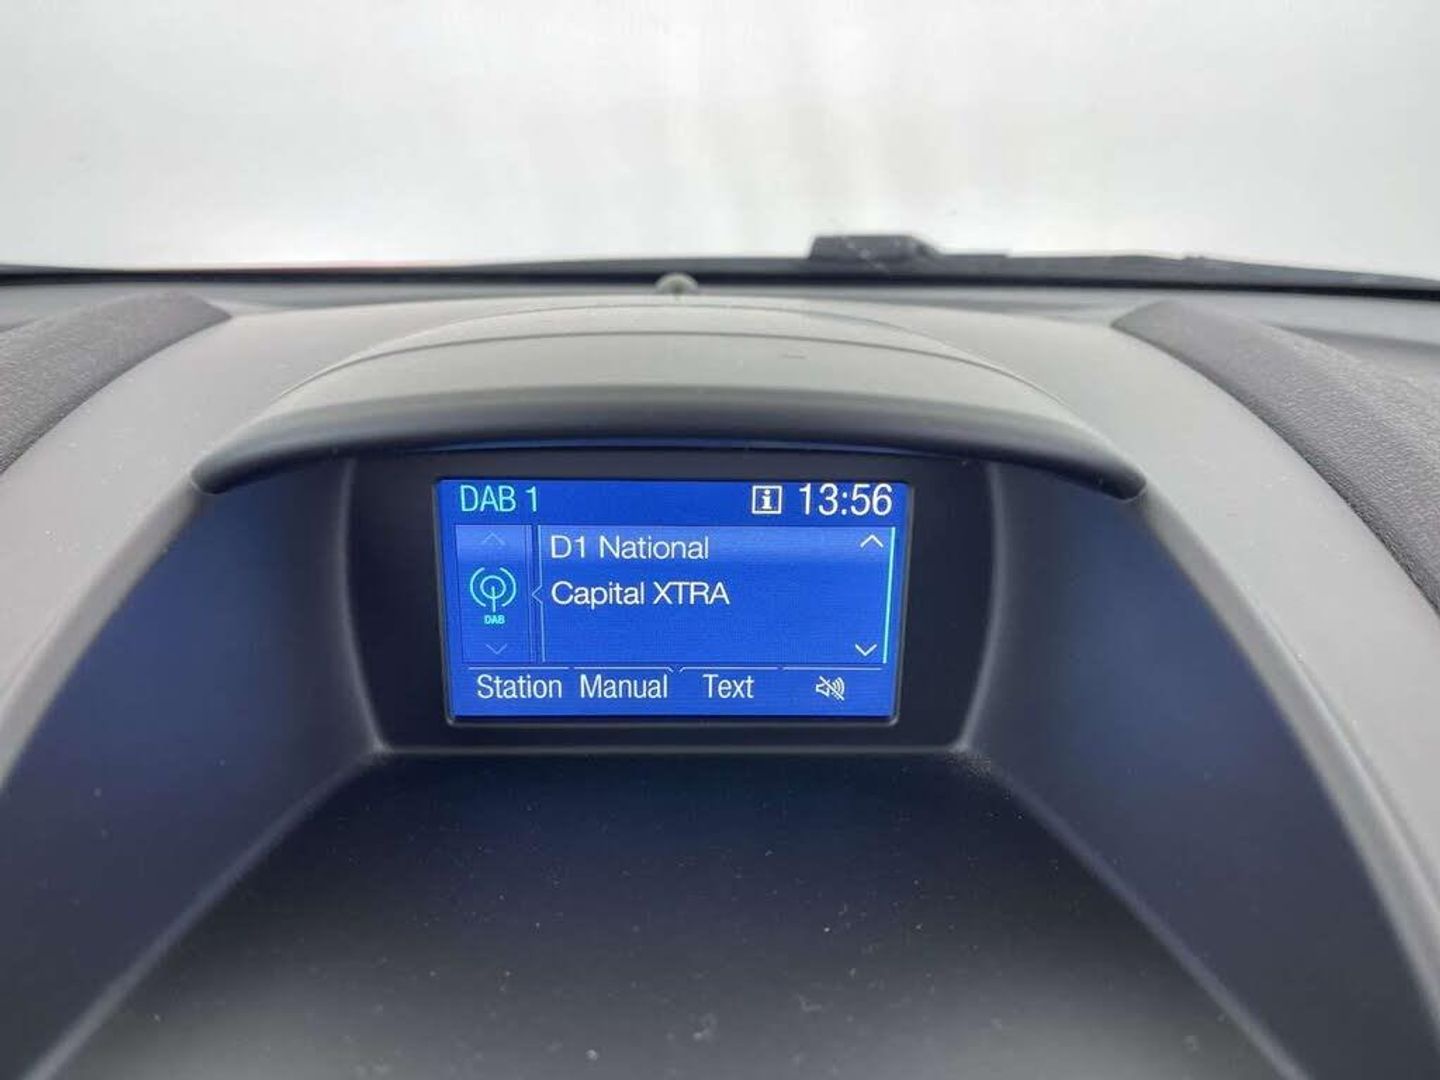 DAB 1 i 13:56
D1 National
Capital XTRA
DAB
Station Manual Text